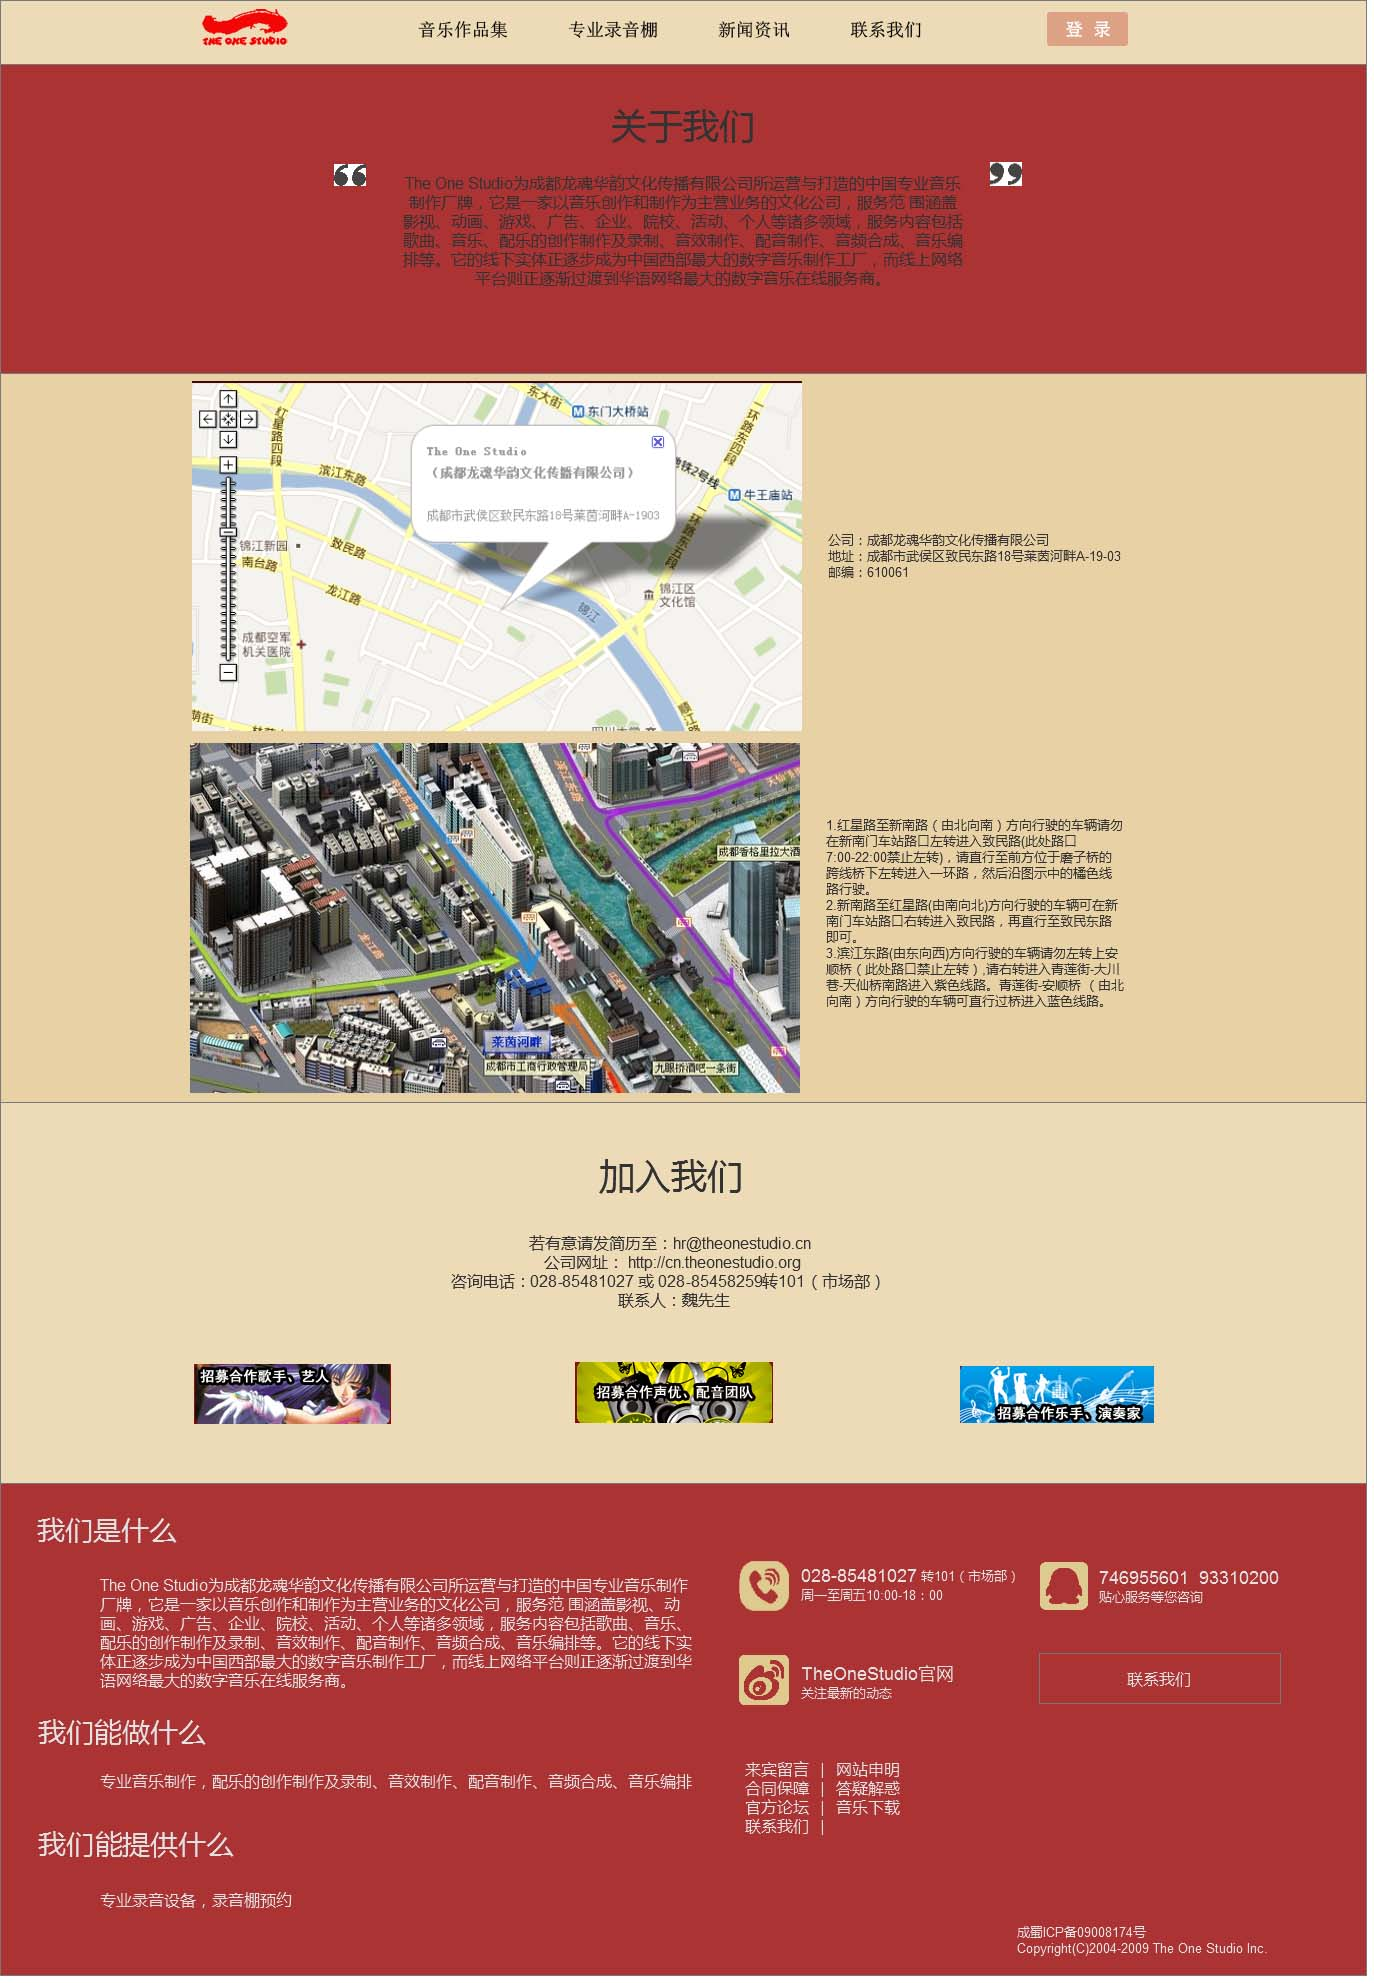 THE ONE STUDIO
音乐作品集 专业录音棚 新闻资讯 联系我们 登 录
关于我们
The One Studio为成都龙魂华韵文化传播有限公司所运营与打造的中国专业音乐
制作厂牌，它是一家以音乐创作和制作为主营业务的文化公司，服务范 围涵盖
影视、动画、游戏、广告、企业、院校、活动、个人等诸多领域，服务内容包括
歌曲、音乐、配乐的创作制作及录制、音效制作、配音制作、音频合成、音乐编
排等。它的线下实体正逐步成为中国西部最大的数字音乐制作工厂，而线上网络
平台则正逐渐过渡到华语网络最大的数字音乐在线服务商。
东大街
东门大桥站
红星路四段
一环路东四段
滨江东路
The One Studio
（成都龙魂华韵文化传播有限公司）
成都市武侯区致民东路18号莱茵河畔A-1903
地铁2号线
牛王庙站
一环路东五段
锦江新园
致民路
南台路
龙江路
锦江区
文化馆
锦江
成都空军
机关医院
公司：成都龙魂华韵文化传播有限公司
地址：成都市武侯区致民东路18号莱茵河畔A-19-03
邮编：610061
滨江东路
成都香格里拉大酒
莱茵河畔
成都市工商行政管理局
九眼桥酒吧一条街
1.红星路至新南路（由北向南）方向行驶的车辆请勿
在新南门车站路口左转进入致民路(此处路口
7:00-22:00禁止左转)，请直行至前方位于磨子桥的
跨线桥下左转进入一环路，然后沿图示中的橘色线
路行驶。
2.新南路至红星路(由南向北)方向行驶的车辆可在新
南门车站路口右转进入致民路，再直行至致民东路
即可。
3.滨江东路(由东向西)方向行驶的车辆请勿左转上安
顺桥（此处路口禁止左转）,请右转进入青莲街-大川
巷-天仙桥南路进入紫色线路。青莲街-安顺桥 （由北
向南）方向行驶的车辆可直行过桥进入蓝色线路。
加入我们
若有意请发简历至：hr@theonestudio.cn
公司网址： http://cn.theonestudio.org
咨询电话：028-85481027 或 028-85458259转101（市场部）
联系人：魏先生
招募合作歌手、艺人
招募合作声优、配音团队
招募合作乐手、演奏家
我们是什么
The One Studio为成都龙魂华韵文化传播有限公司所运营与打造的中国专业音乐制作
厂牌，它是一家以音乐创作和制作为主营业务的文化公司，服务范 围涵盖影视、动
画、游戏、广告、企业、院校、活动、个人等诸多领域，服务内容包括歌曲、音乐、
配乐的创作制作及录制、音效制作、配音制作、音频合成、音乐编排等。它的线下实
体正逐步成为中国西部最大的数字音乐制作工厂，而线上网络平台则正逐渐过渡到华
语网络最大的数字音乐在线服务商。
我们能做什么
专业音乐制作，配乐的创作制作及录制、音效制作、配音制作、音频合成、音乐编排
我们能提供什么
专业录音设备，录音棚预约
028-85481027 转101（市场部）
周一至周五10:00-18：00
746955601 93310200
贴心服务等您咨询
TheOneStudio官网
关注最新的动态
联系我们
来宾留言 | 网站申明
合同保障 | 答疑解惑
官方论坛 | 音乐下载
联系我们 |
成蜀ICP备09008174号
Copyright(C)2004-2009 The One Studio Inc.